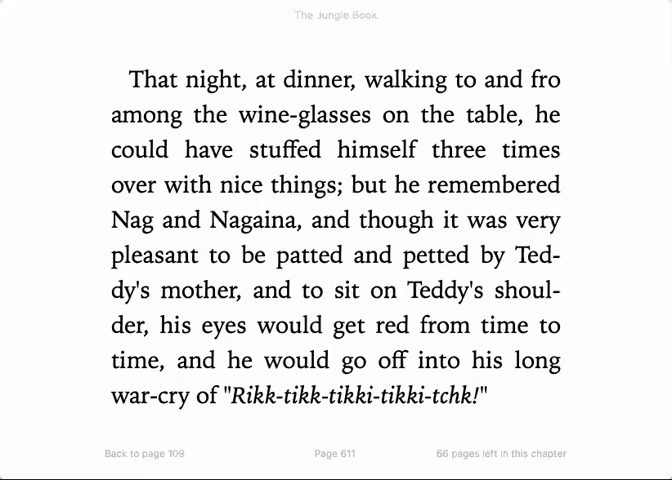 The Jungle Book
That night, at dinner, walking to and fro
among the wine-glasses on the table, he
could have stuffed himself three times
over with nice things; but he remembered
Nag and Nagaina, and though it was very
pleasant to be patted and petted by Ted-
dy's mother, and to sit on Teddy's shoul-
der, his eyes would get red from time to
time, and he would go off into his long
war-cry of "Rikk-tikk-tikki-tikki-tchk!"
Back to page 109 Page 611 66 pages left in this chapter